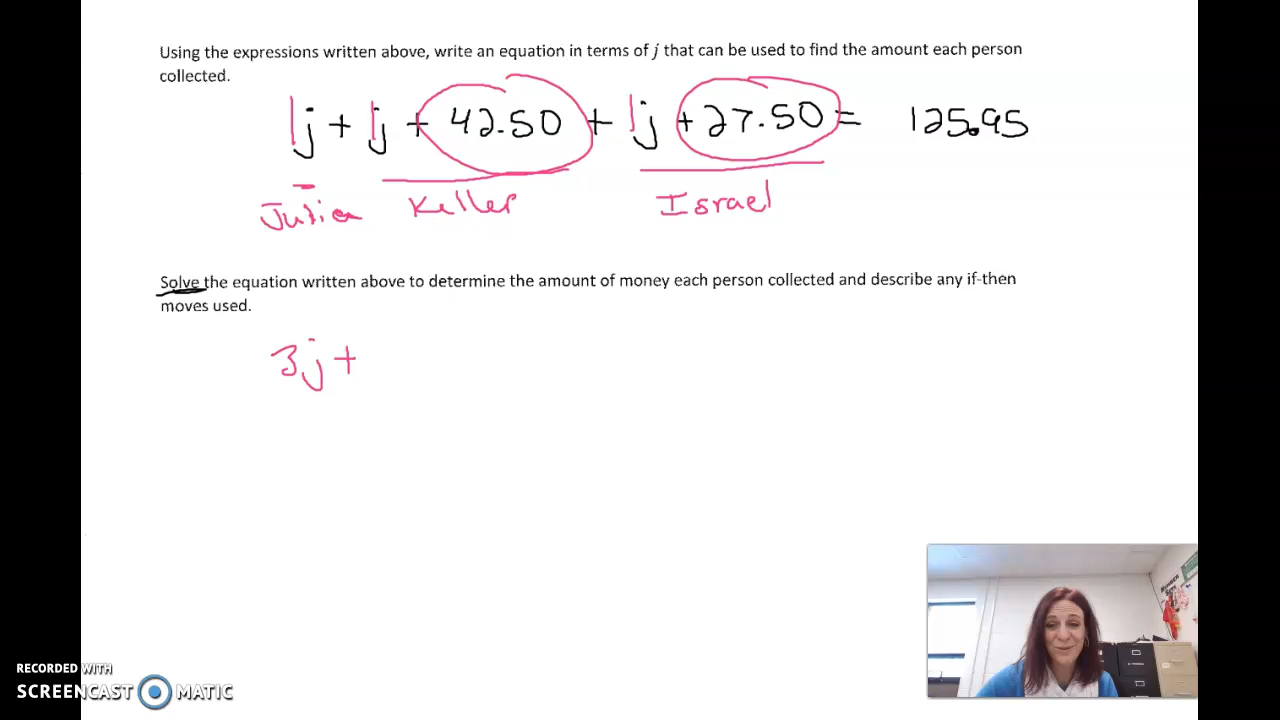 Using the expressions written above, write an equation in terms of j that can be used to find the amount each person
collected.
1j + 1j + 42.50 + 1j + 27.50 = 125.95
Julia Keller Israel
Solve the equation written above to determine the amount of money each person collected and describe any if-then
moves used.
3j +
RECORDED WITH
SCREENCAST MATIC